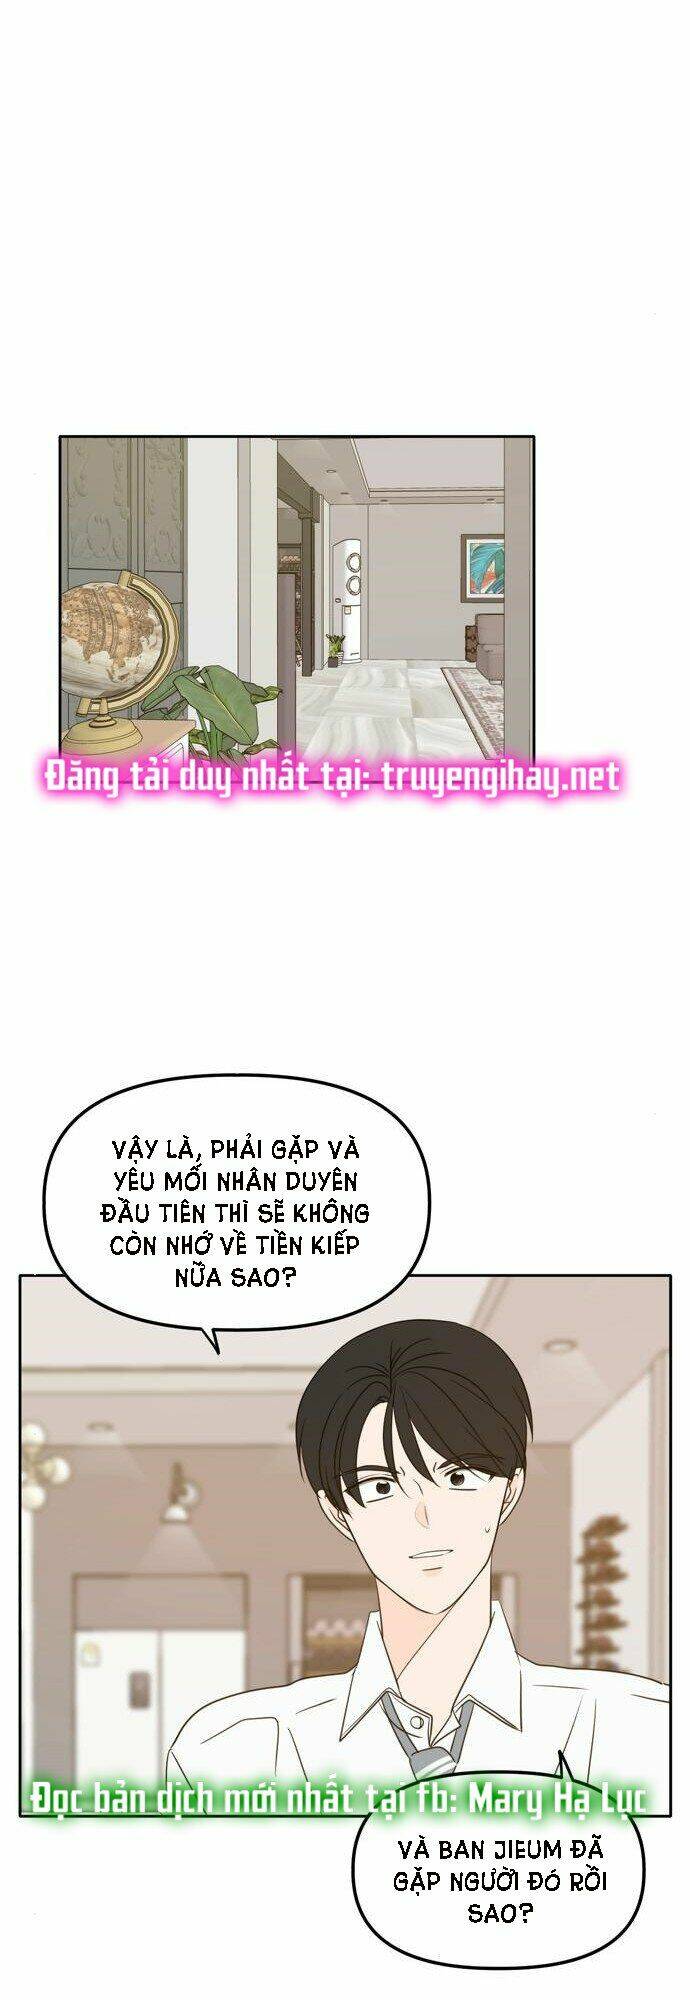 Đăng tải duy nhất tại: truyengihay.net
VẬY LÀ, PHẢI GẶP VÀ
YÊU MỐI NHÂN DUYÊN
ĐẦU TIÊN THÌ SẼ KHÔNG
CÒN NHỚ VỀ TIỀN KIẾP
NỮA SAO?
Đọc bản dịch mới nhất tại fb: Mary Hạ Lục
VÀ BAN JIEUM ĐÃ
GẶP NGƯỜI ĐÓ RỒI
SAO?